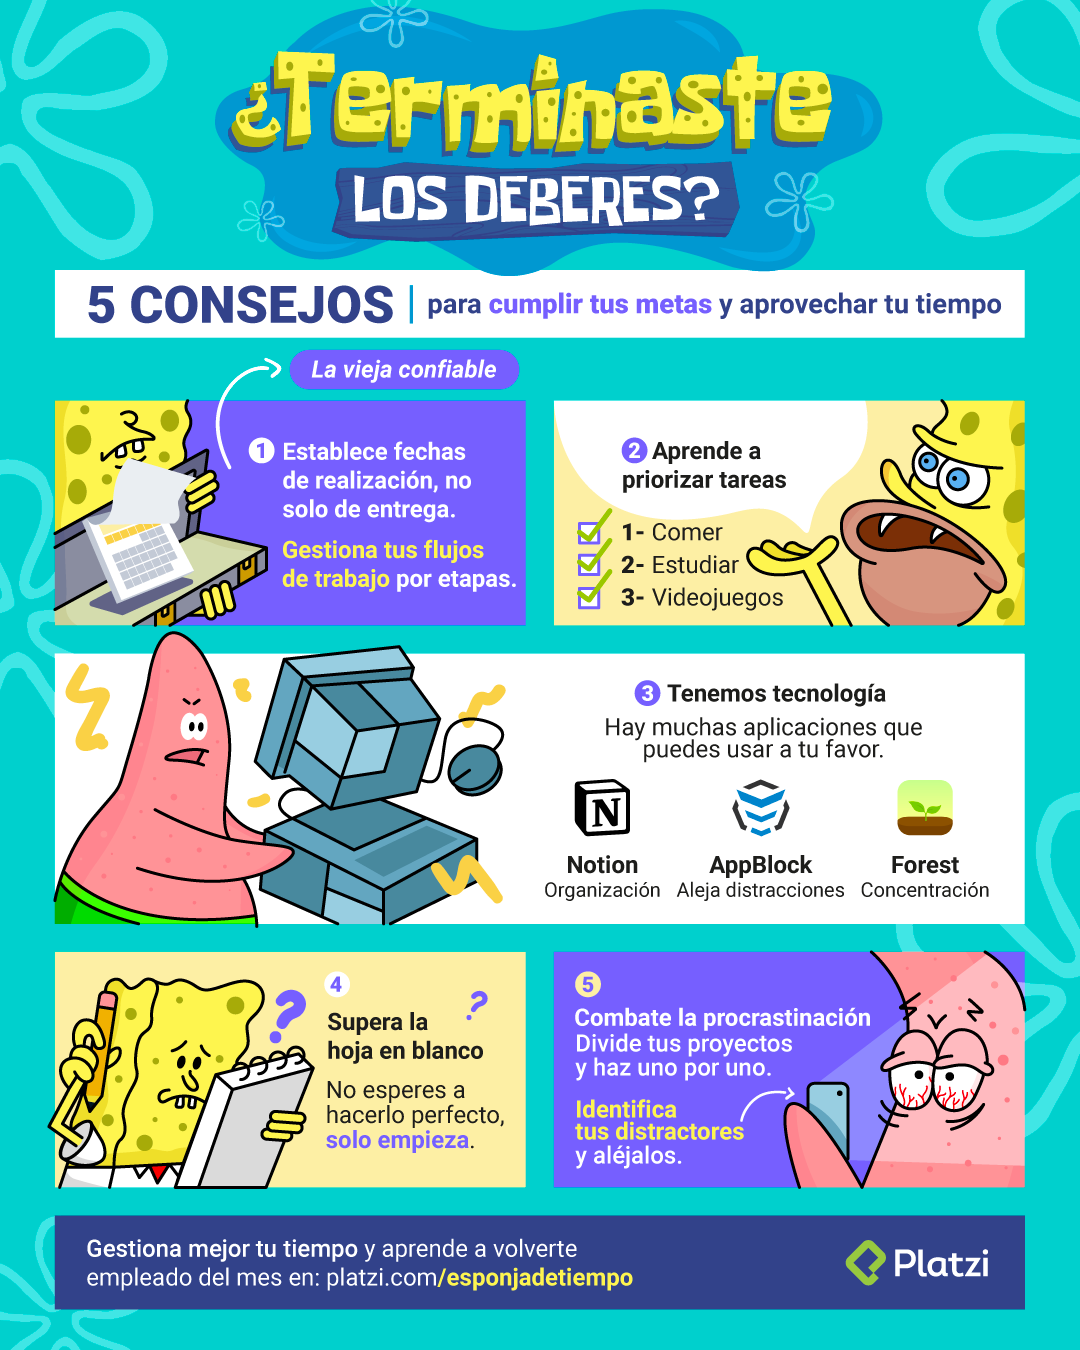 ¿Terminaste
LOS DEBERES?
5 CONSEJOS para cumplir tus metas y aprovechar tu tiempo
La vieja confiable
1 Establece fechas
de realización, no
solo de entrega.
Gestiona tus flujos
de trabajo por etapas.
2 Aprende a
priorizar tareas
1- Comer
2- Estudiar
3- Videojuegos
3 Tenemos tecnología
Hay muchas aplicaciones que
puedes usar a tu favor.
N
Notion
Organización
AppBlock
Aleja distracciones
Forest
Concentración
4
Supera la
hoja en blanco
No esperes a
hacerlo perfecto,
solo empieza.
? ?
5
Combate la procrastinación
Divide tus proyectos
y haz uno por uno.
Identifica
tus distractores
y aléjalos.
Gestiona mejor tu tiempo y aprende a volverte
empleado del mes en: platzi.com/esponjadetiempo
Platzi